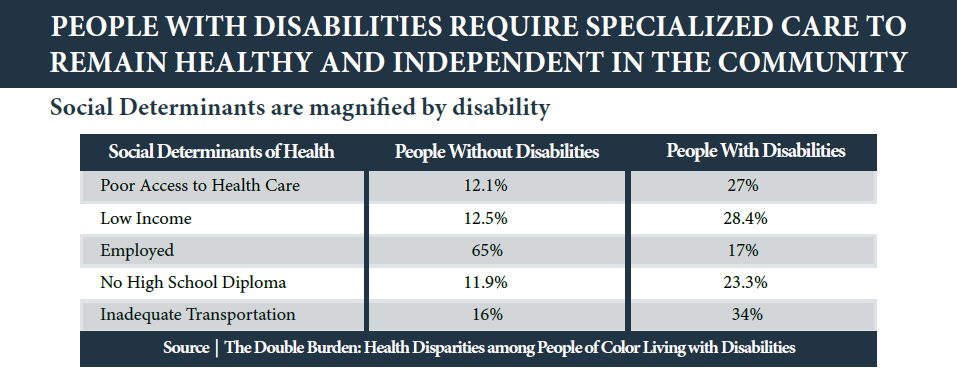 PEOPLE WITH DISABILITIES REQUIRE SPECIALIZED CARE TO
REMAIN HEALTHY AND INDEPENDENT IN THE COMMUNITY
Social Determinants are magnified by disability
Social Determinants of Health People Without Disabilities People With Disabilities
Poor Access to Health Care 12.1% 27%
Low Income 12.5% 28.4%
Employed 65% 17%
No High School Diploma 11.9% 23.3%
Inadequate Transportation 16% 34%
Source | The Double Burden: Health Disparities among People of Color Living with Disabilities